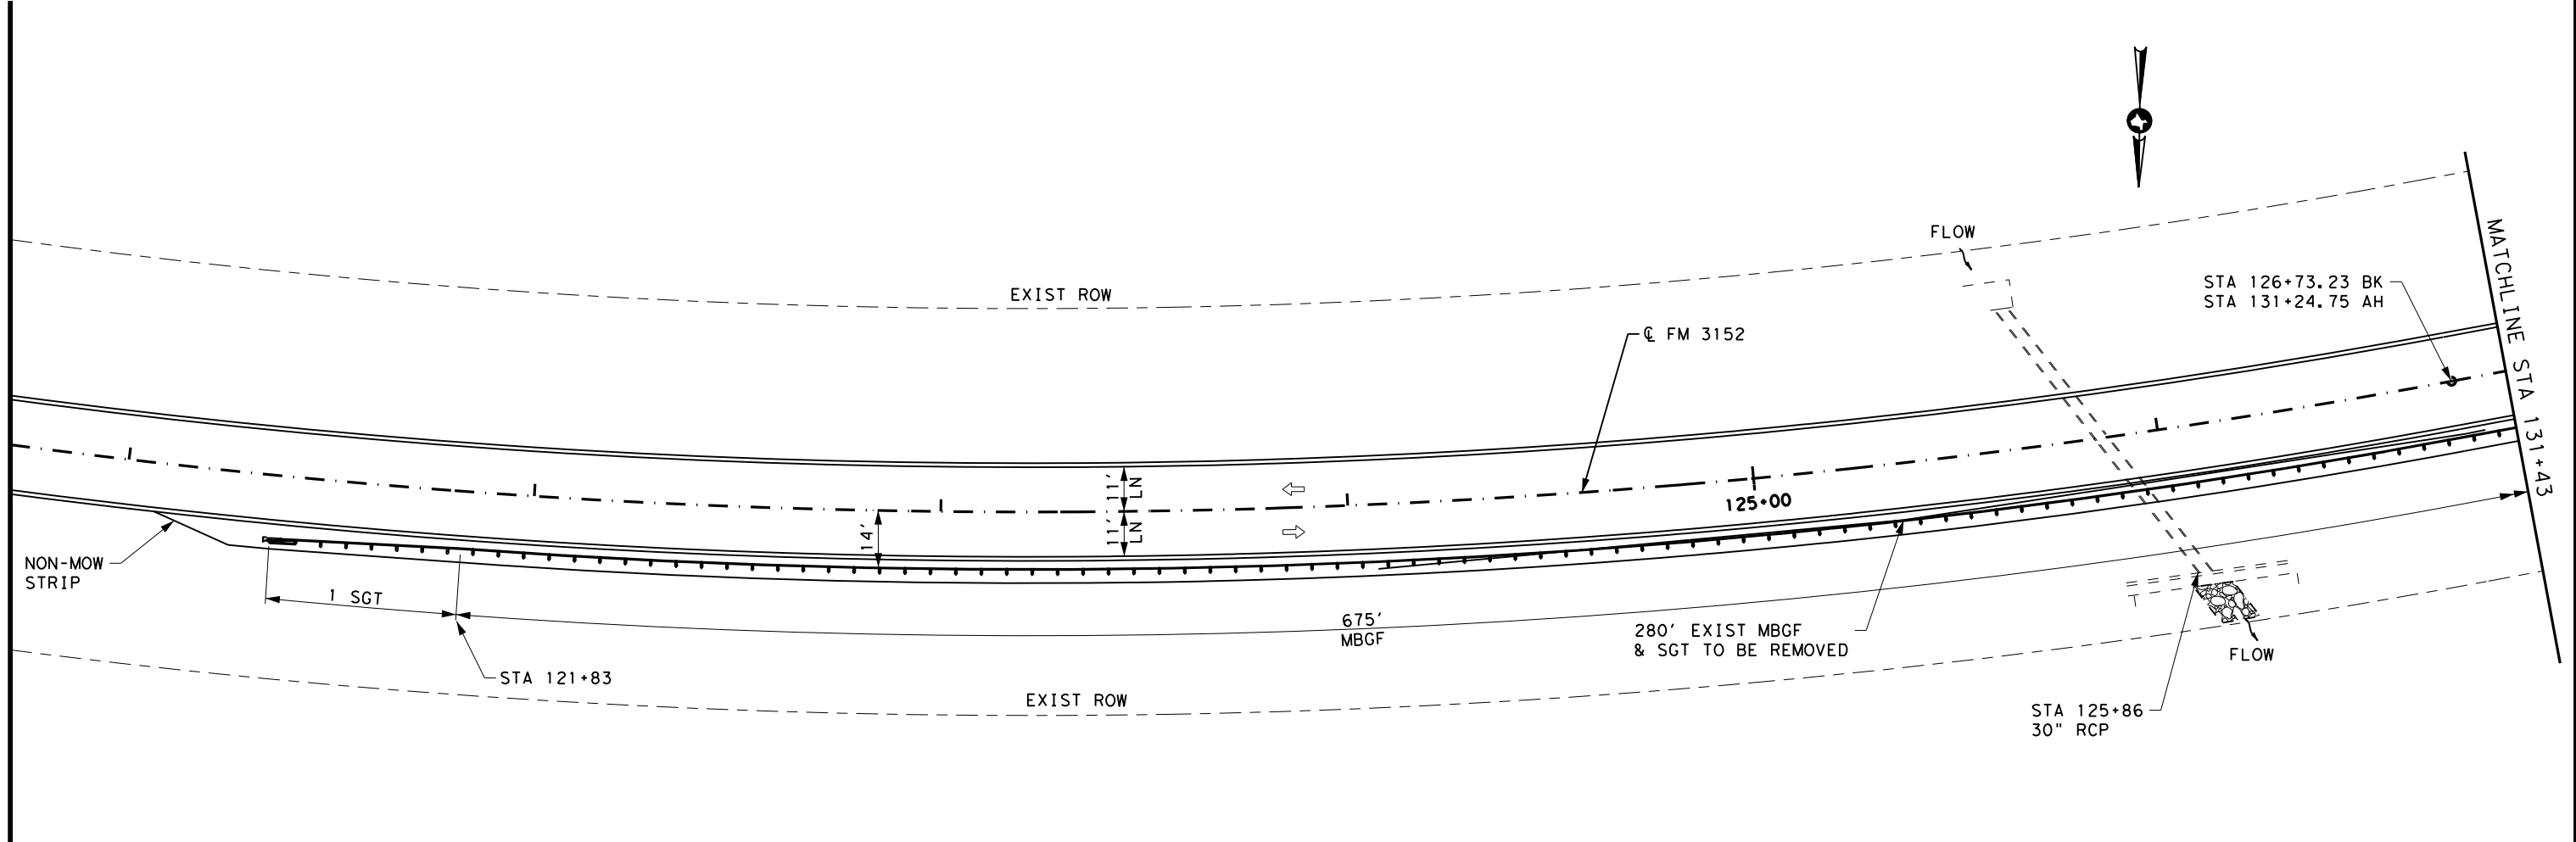 FLOW
MATCHLINE STA 131+43
STA 126+73.23 BK
STA 131+24.75 AH
EXIST ROW
℄ FM 3152
11'
LN
11'
LN
14'
125+00
NON-MOW
STRIP
1 SGT
675'
MBGF
280' EXIST MBGF
& SGT TO BE REMOVED
FLOW
STA 121+83
EXIST ROW
STA 125+86
30" RCP